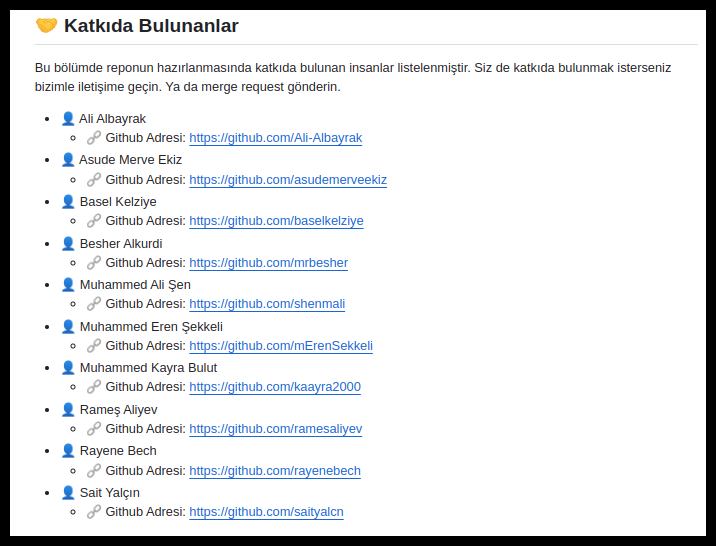 🤝 Katkıda Bulunanlar
Bu bölümde reponun hazırlanmasında katkıda bulunan insanlar listelenmiştir. Siz de katkıda bulunmak isterseniz
bizimle iletişime geçin. Ya da merge request gönderin.
• 👤 Ali Albayrak
◦ 🔗 Github Adresi: https://github.com/Ali-Albayrak
• 👤 Asude Merve Ekiz
◦ 🔗 Github Adresi: https://github.com/asudemerveekiz
• 👤 Basel Kelziye
◦ 🔗 Github Adresi: https://github.com/baselkelziye
• 👤 Besher Alkurdi
◦ 🔗 Github Adresi: https://github.com/mrbesher
• 👤 Muhammed Ali Şen
◦ 🔗 Github Adresi: https://github.com/shenmali
• 👤 Muhammed Eren Şekkeli
◦ 🔗 Github Adresi: https://github.com/mErenSekkeli
• 👤 Muhammed Kayra Bulut
◦ 🔗 Github Adresi: https://github.com/kaayra2000
• 👤 Rameş Aliyev
◦ 🔗 Github Adresi: https://github.com/ramesaliyev
• 👤 Rayene Bech
◦ 🔗 Github Adresi: https://github.com/rayenebech
• 👤 Sait Yalçın
◦ 🔗 Github Adresi: https://github.com/saityalcn